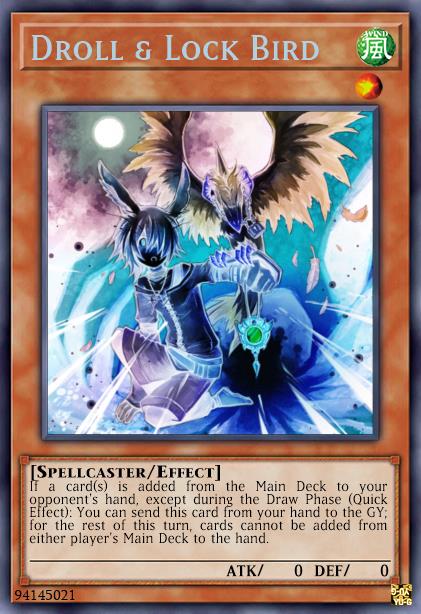 DROLL & LOCK BIRD
WIND
風
[SPELLCASTER/EFFECT]
If a card(s) is added from the Main Deck to your
opponent's hand, except during the Draw Phase (Quick
Effect): You can send this card from your hand to the GY;
for the rest of this turn, cards cannot be added from
either player's Main Deck to the hand.
ATK/ 0 DEF/ 0
94145021